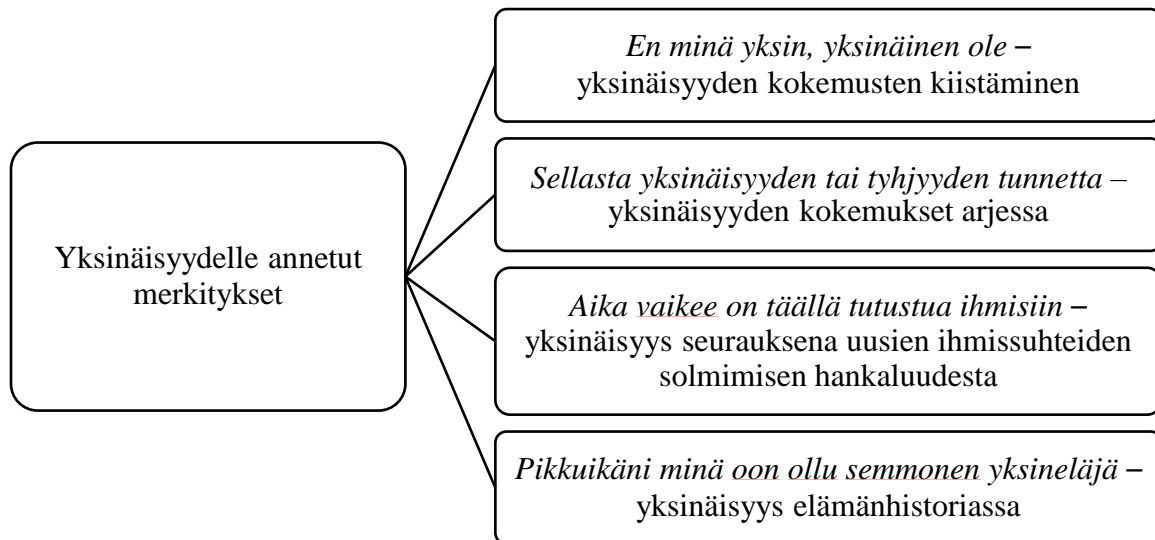 Yksinäisyydelle annetut
merkitykset
En minä yksin, yksinäinen ole –
yksinäisyyden kokemusten kiistäminen
Sellasta yksinäisyyden tai tyhjyyden tunnetta –
yksinäisyyden kokemukset arjessa
Aika vaikee on täällä tutustua ihmisiin –
yksinäisyys seurauksena uusien ihmissuhteiden
solmimisen hankaluudesta
Pikkuikäni minä oon ollu semmonen yksineläjä –
yksinäisyys elämänhistoriassa